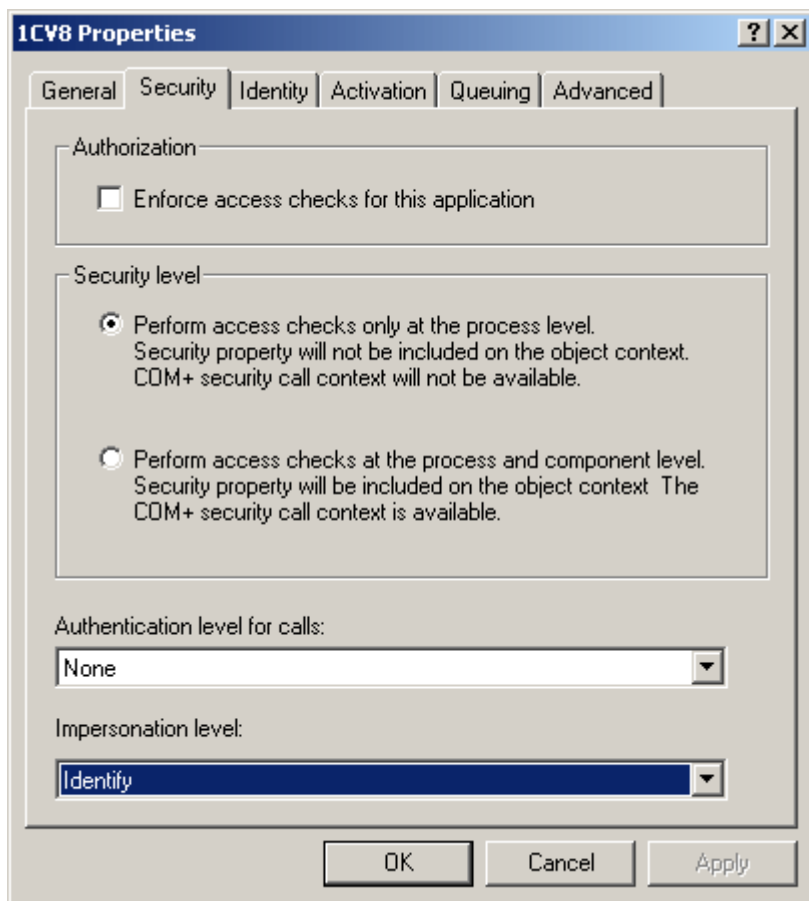 1CV8 Properties
General Security Identity Activation Queuing Advanced
Authorization
Enforce access checks for this application
Security level
Perform access checks only at the process level.
Security property will not be included on the object context.
COM+ security call context will not be available.
Perform access checks at the process and component level.
Security property will be included on the object context The
COM+ security call context is available.
Authentication level for calls:
None
Impersonation level:
Identify
OK Cancel Apply